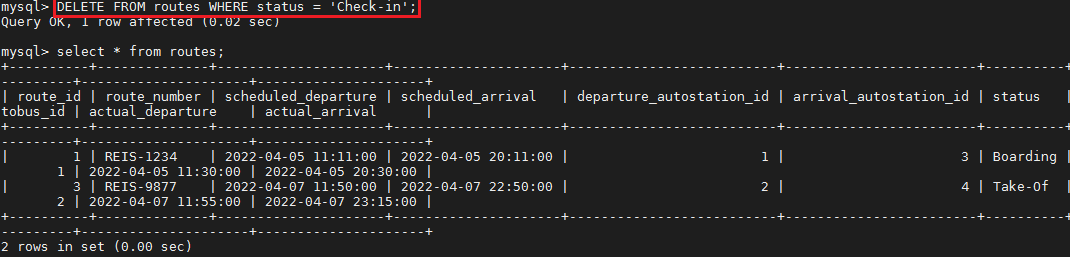 mysql> DELETE FROM routes WHERE status = 'Check-in';
Query OK, 1 row affected (0.02 sec)
mysql> select * from routes;
+----------+--------------+---------------------+---------------------+--------------------------+------------------------+----------+
---------+---------------------+---------------------+
| route_id | route_number | scheduled_departure | scheduled_arrival   | departure_autostation_id | arrival_autostation_id | status   |
tobus_id | actual_departure    | actual_arrival      |
+----------+--------------+---------------------+---------------------+--------------------------+------------------------+----------+
---------+---------------------+---------------------+
|        1 | REIS-1234    | 2022-04-05 11:11:00 | 2022-04-05 20:11:00 |                        1 |                      3 | Boarding |
       1 | 2022-04-05 11:30:00 | 2022-04-05 20:30:00 |
|        3 | REIS-9877    | 2022-04-07 11:50:00 | 2022-04-07 22:50:00 |                        2 |                      4 | Take-Of  |
       2 | 2022-04-07 11:55:00 | 2022-04-07 23:15:00 |
+----------+--------------+---------------------+---------------------+--------------------------+------------------------+----------+
---------+---------------------+---------------------+
2 rows in set (0.00 sec)